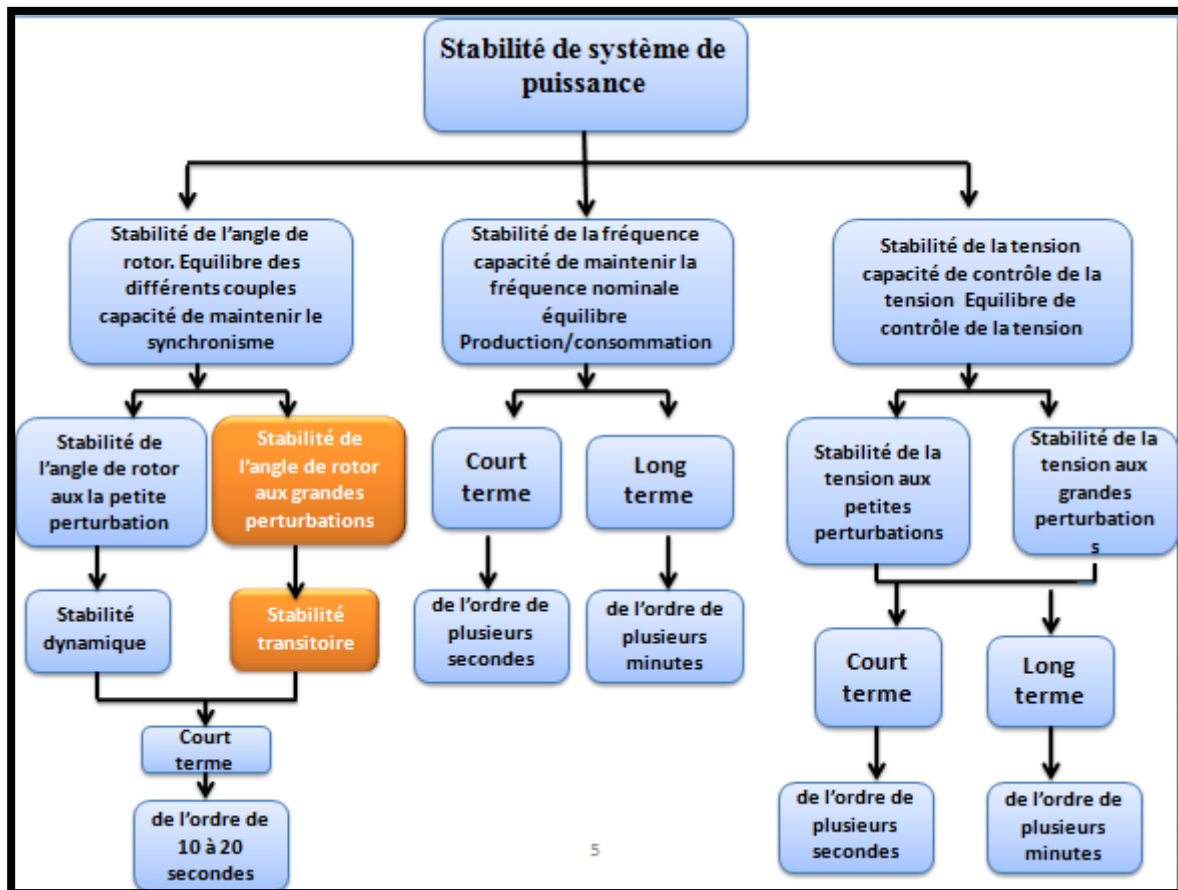 Stabilité de système de
puissance
Stabilité de l'angle de
rotor. Equilibre des
différents couples
capacité de maintenir le
synchronisme
Stabilité de la fréquence
capacité de maintenir la
fréquence nominale
équilibre
Production/consommation
Stabilité de la tension
capacité de contrôle de la
tension Equilibre de
contrôle de la tension
Stabilité de
l'angle de rotor
aux la petite
perturbation
Stabilité de
l'angle de rotor
aux grandes
perturbations
Court
terme
Long
terme
Stabilité de la
tension aux
petites
perturbations
Stabilité de la
tension aux
grandes
perturbation
s
Stabilité
dynamique
Stabilité
transitoire
de l'ordre de
plusieurs
secondes
de l'ordre de
plusieurs
minutes
Court
terme
Long
terme
Court
terme
de l'ordre de
10 à 20
secondes
de l'ordre de
plusieurs
secondes
de l'ordre de
plusieurs
minutes
5